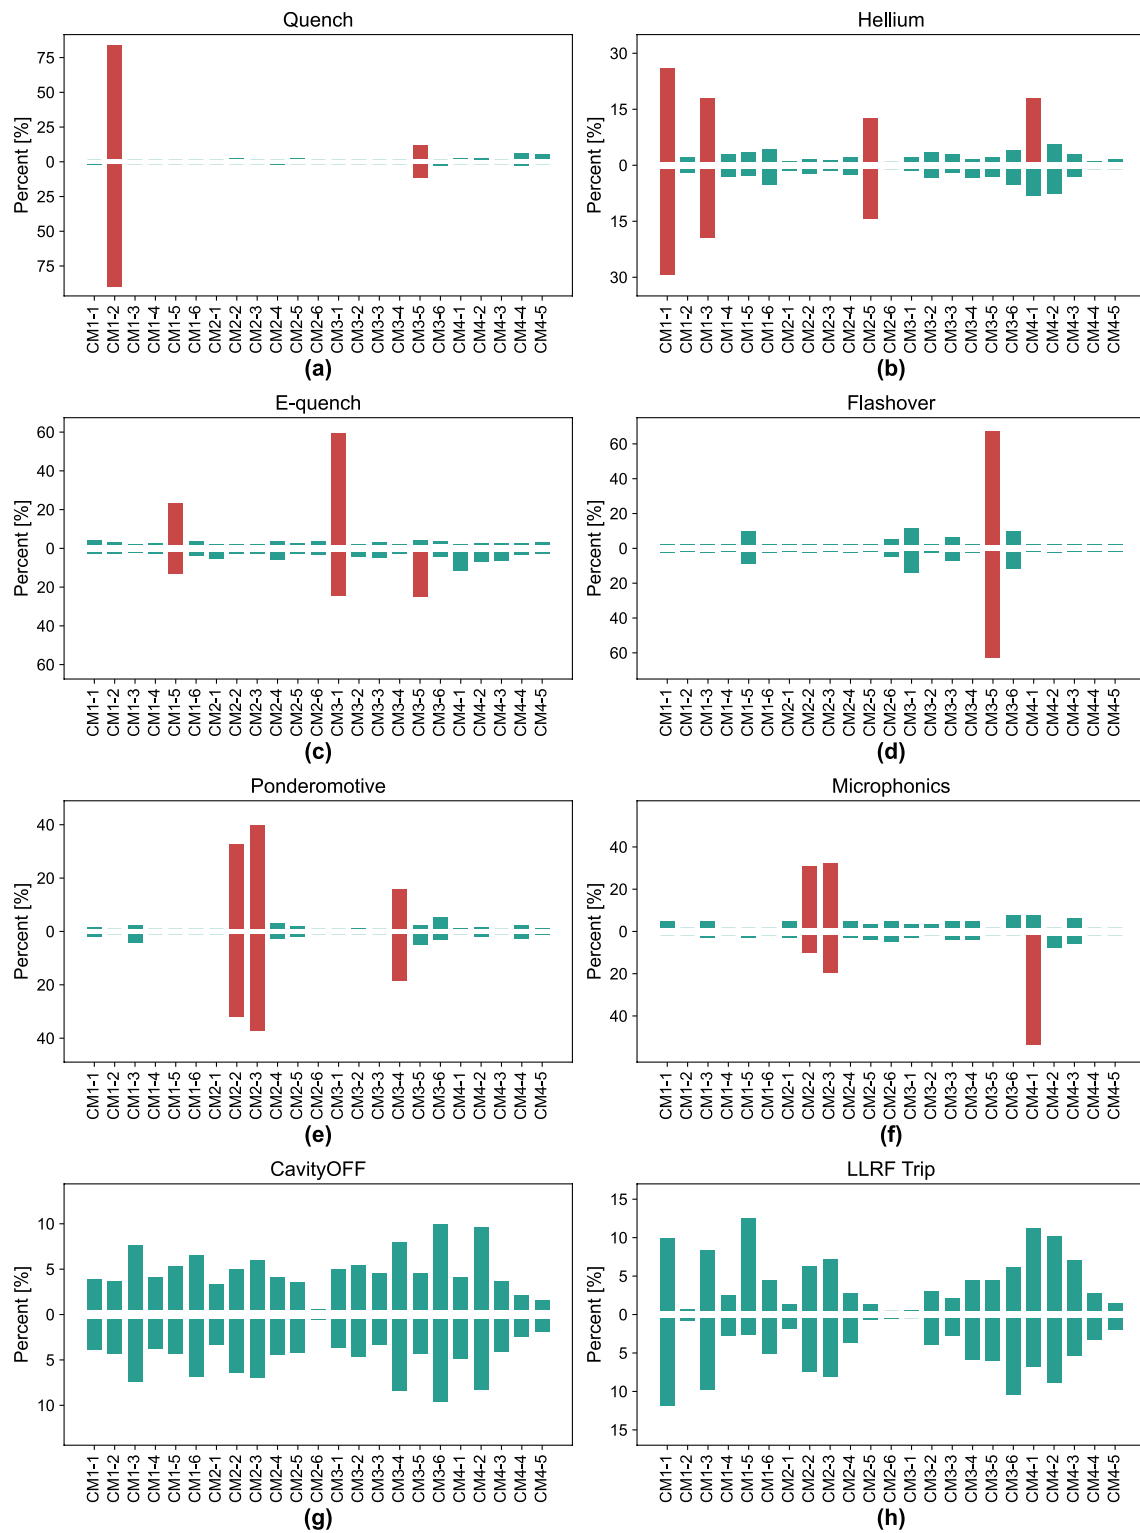 Quench
Percent [%]
75
50
25
0
25
50
75
CM1-1 CM1-2 CM1-3 CM1-4 CM1-5 CM1-6 CM2-1 CM2-2 CM2-3 CM2-4 CM2-5 CM2-6 CM3-1 CM3-2 CM3-3 CM3-4 CM3-5 CM3-6 CM4-1 CM4-2 CM4-3 CM4-4 CM4-5
(a)
Hellium
Percent [%]
30
15
0
15
30
CM1-1 CM1-2 CM1-3 CM1-4 CM1-5 CM1-6 CM2-1 CM2-2 CM2-3 CM2-4 CM2-5 CM2-6 CM3-1 CM3-2 CM3-3 CM3-4 CM3-5 CM3-6 CM4-1 CM4-2 CM4-3 CM4-4 CM4-5
(b)
E-quench
Percent [%]
60
40
20
0
20
40
60
CM1-1 CM1-2 CM1-3 CM1-4 CM1-5 CM1-6 CM2-1 CM2-2 CM2-3 CM2-4 CM2-5 CM2-6 CM3-1 CM3-2 CM3-3 CM3-4 CM3-5 CM3-6 CM4-1 CM4-2 CM4-3 CM4-4 CM4-5
(c)
Flashover
Percent [%]
60
40
20
0
20
40
60
CM1-1 CM1-2 CM1-3 CM1-4 CM1-5 CM1-6 CM2-1 CM2-2 CM2-3 CM2-4 CM2-5 CM2-6 CM3-1 CM3-2 CM3-3 CM3-4 CM3-5 CM3-6 CM4-1 CM4-2 CM4-3 CM4-4 CM4-5
(d)
Ponderomotive
Percent [%]
40
20
0
20
40
CM1-1 CM1-2 CM1-3 CM1-4 CM1-5 CM1-6 CM2-1 CM2-2 CM2-3 CM2-4 CM2-5 CM2-6 CM3-1 CM3-2 CM3-3 CM3-4 CM3-5 CM3-6 CM4-1 CM4-2 CM4-3 CM4-4 CM4-5
(e)
Microphonics
Percent [%]
40
20
0
20
40
CM1-1 CM1-2 CM1-3 CM1-4 CM1-5 CM1-6 CM2-1 CM2-2 CM2-3 CM2-4 CM2-5 CM2-6 CM3-1 CM3-2 CM3-3 CM3-4 CM3-5 CM3-6 CM4-1 CM4-2 CM4-3 CM4-4 CM4-5
(f)
CavityOFF
Percent [%]
10
5
0
5
10
CM1-1 CM1-2 CM1-3 CM1-4 CM1-5 CM1-6 CM2-1 CM2-2 CM2-3 CM2-4 CM2-5 CM2-6 CM3-1 CM3-2 CM3-3 CM3-4 CM3-5 CM3-6 CM4-1 CM4-2 CM4-3 CM4-4 CM4-5
(g)
LLRF Trip
Percent [%]
15
10
5
0
5
10
15
CM1-1 CM1-2 CM1-3 CM1-4 CM1-5 CM1-6 CM2-1 CM2-2 CM2-3 CM2-4 CM2-5 CM2-6 CM3-1 CM3-2 CM3-3 CM3-4 CM3-5 CM3-6 CM4-1 CM4-2 CM4-3 CM4-4 CM4-5
(h)